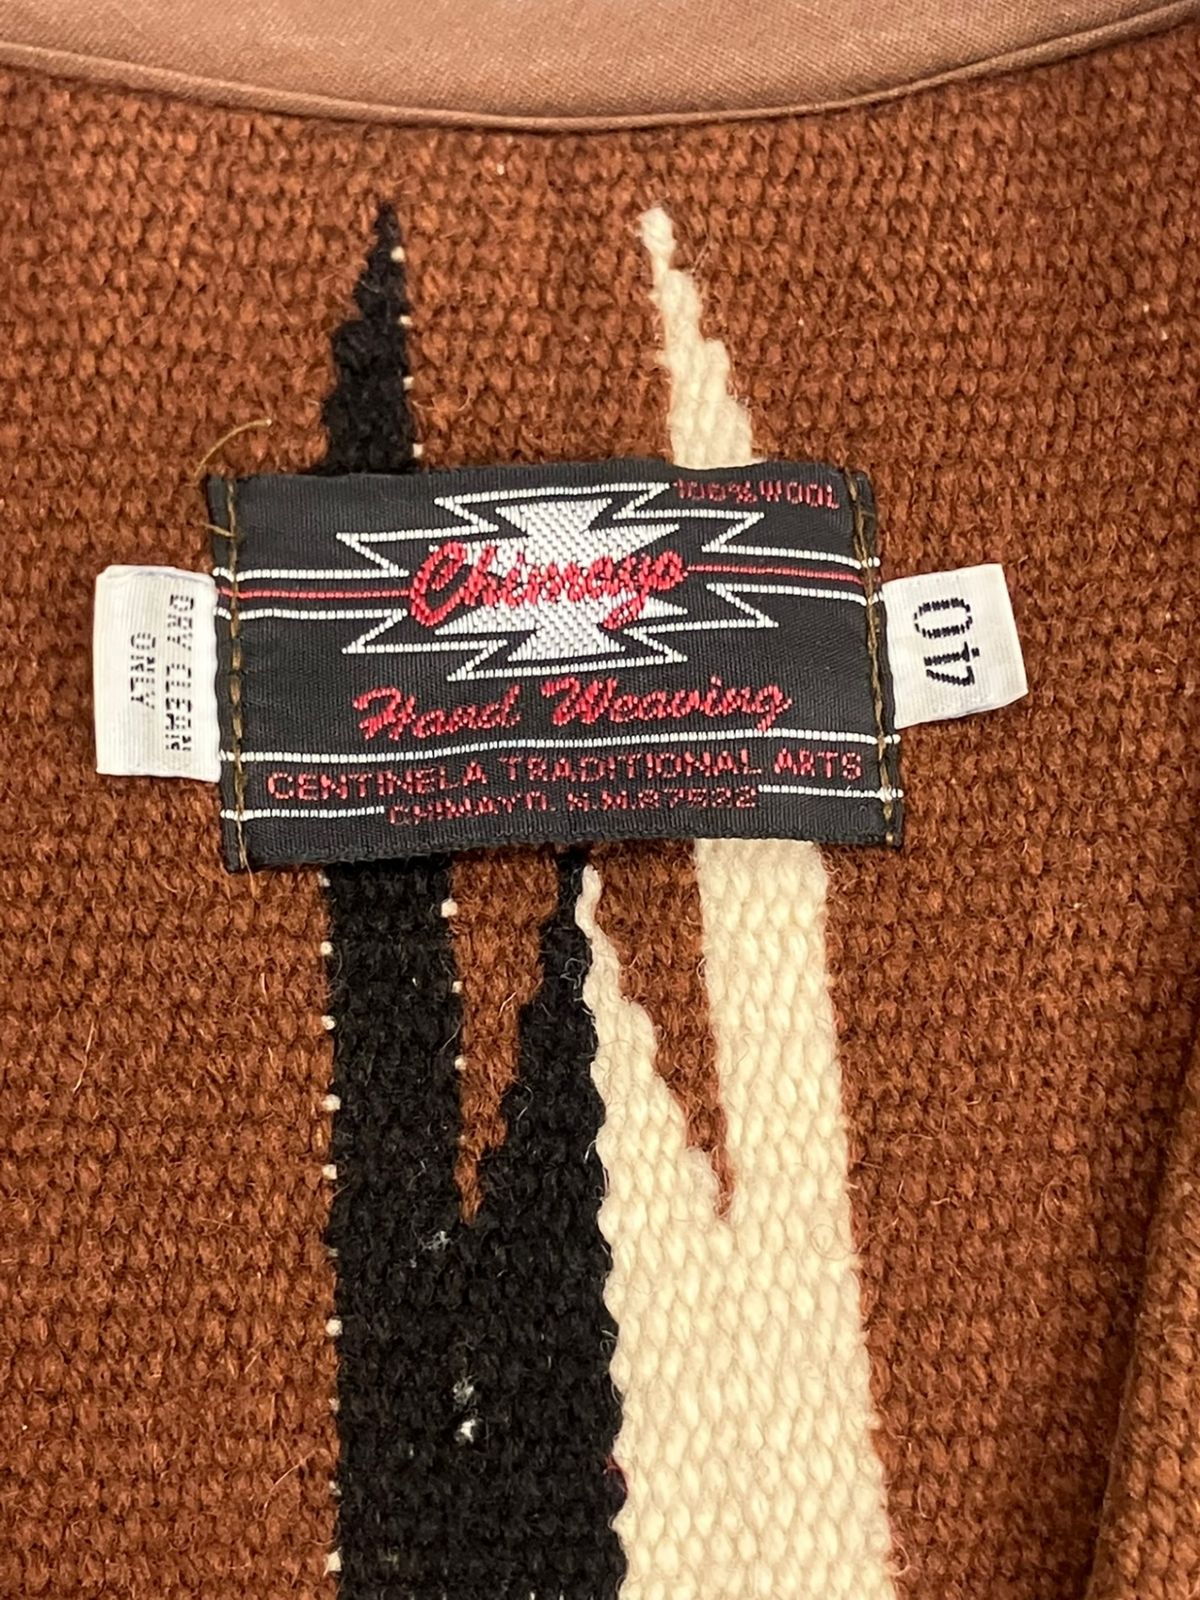 100% WOOL
Chimayo
Hand Weaving
CENTINELA TRADITIONAL ARTS
CHIMAYO, N.M. 87522
DRY CLEAN
ONLY
40